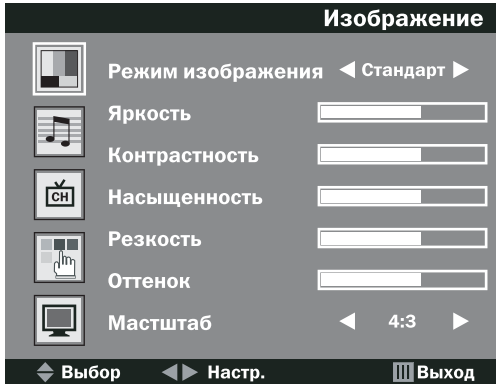 Изображение
Режим изображения Стандарт
Яркость
Контрастность
CH
Насыщенность
Резкость
Оттенок
Мастштаб 4:3
Выбор Настр. Выход